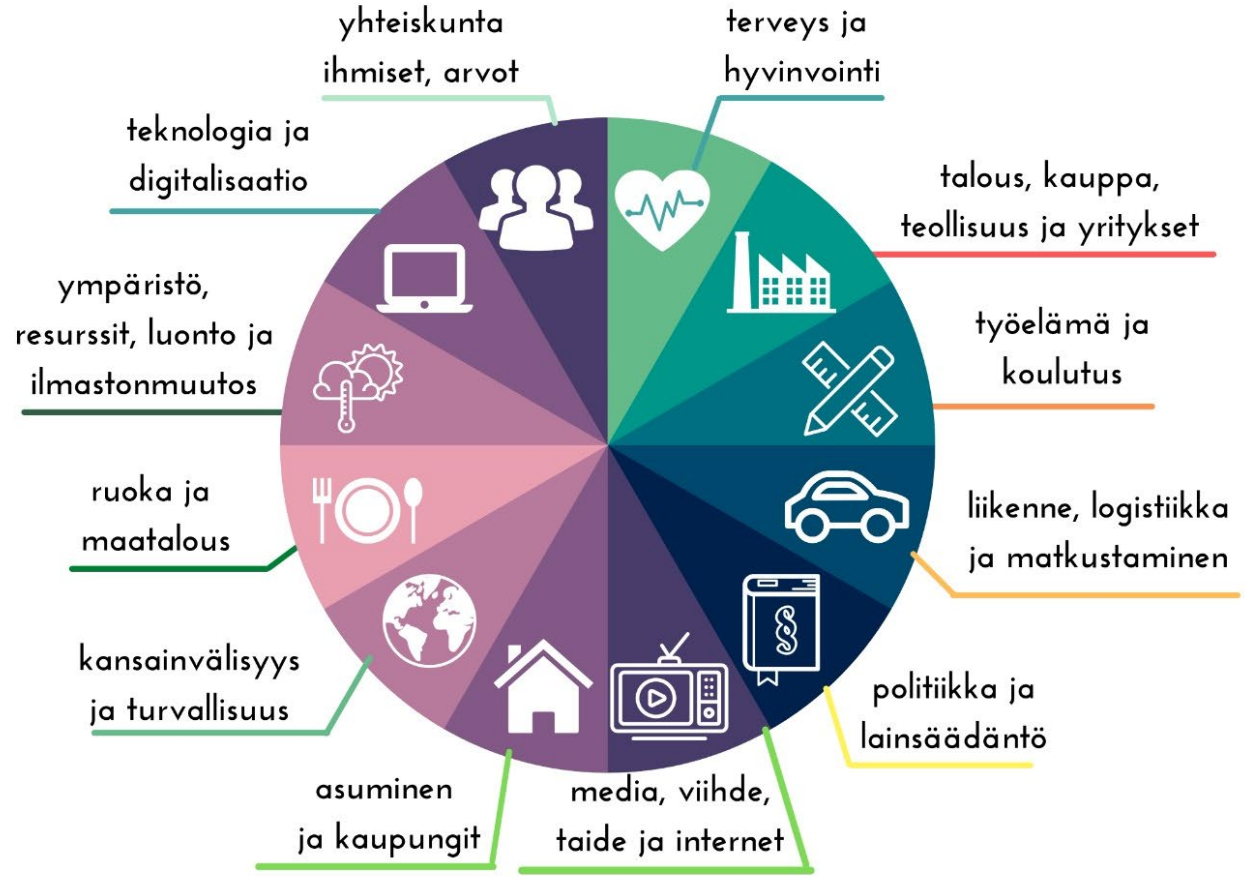 yhteiskunta
ihmiset, arvot
terveys ja
hyvinvointi
talous, kauppa,
teollisuus ja yritykset
työelämä ja
koulutus
liikenne, logistiikka
ja matkustaminen
politiikka ja
lainsäädäntö
media, viihde,
taide ja internet
asuminen
ja kaupungit
kansainvälisyys
ja turvallisuus
ruoka ja
maatalous
ympäristö,
resurssit, luonto ja
ilmastonmuutos
teknologia ja
digitalisaatio
§